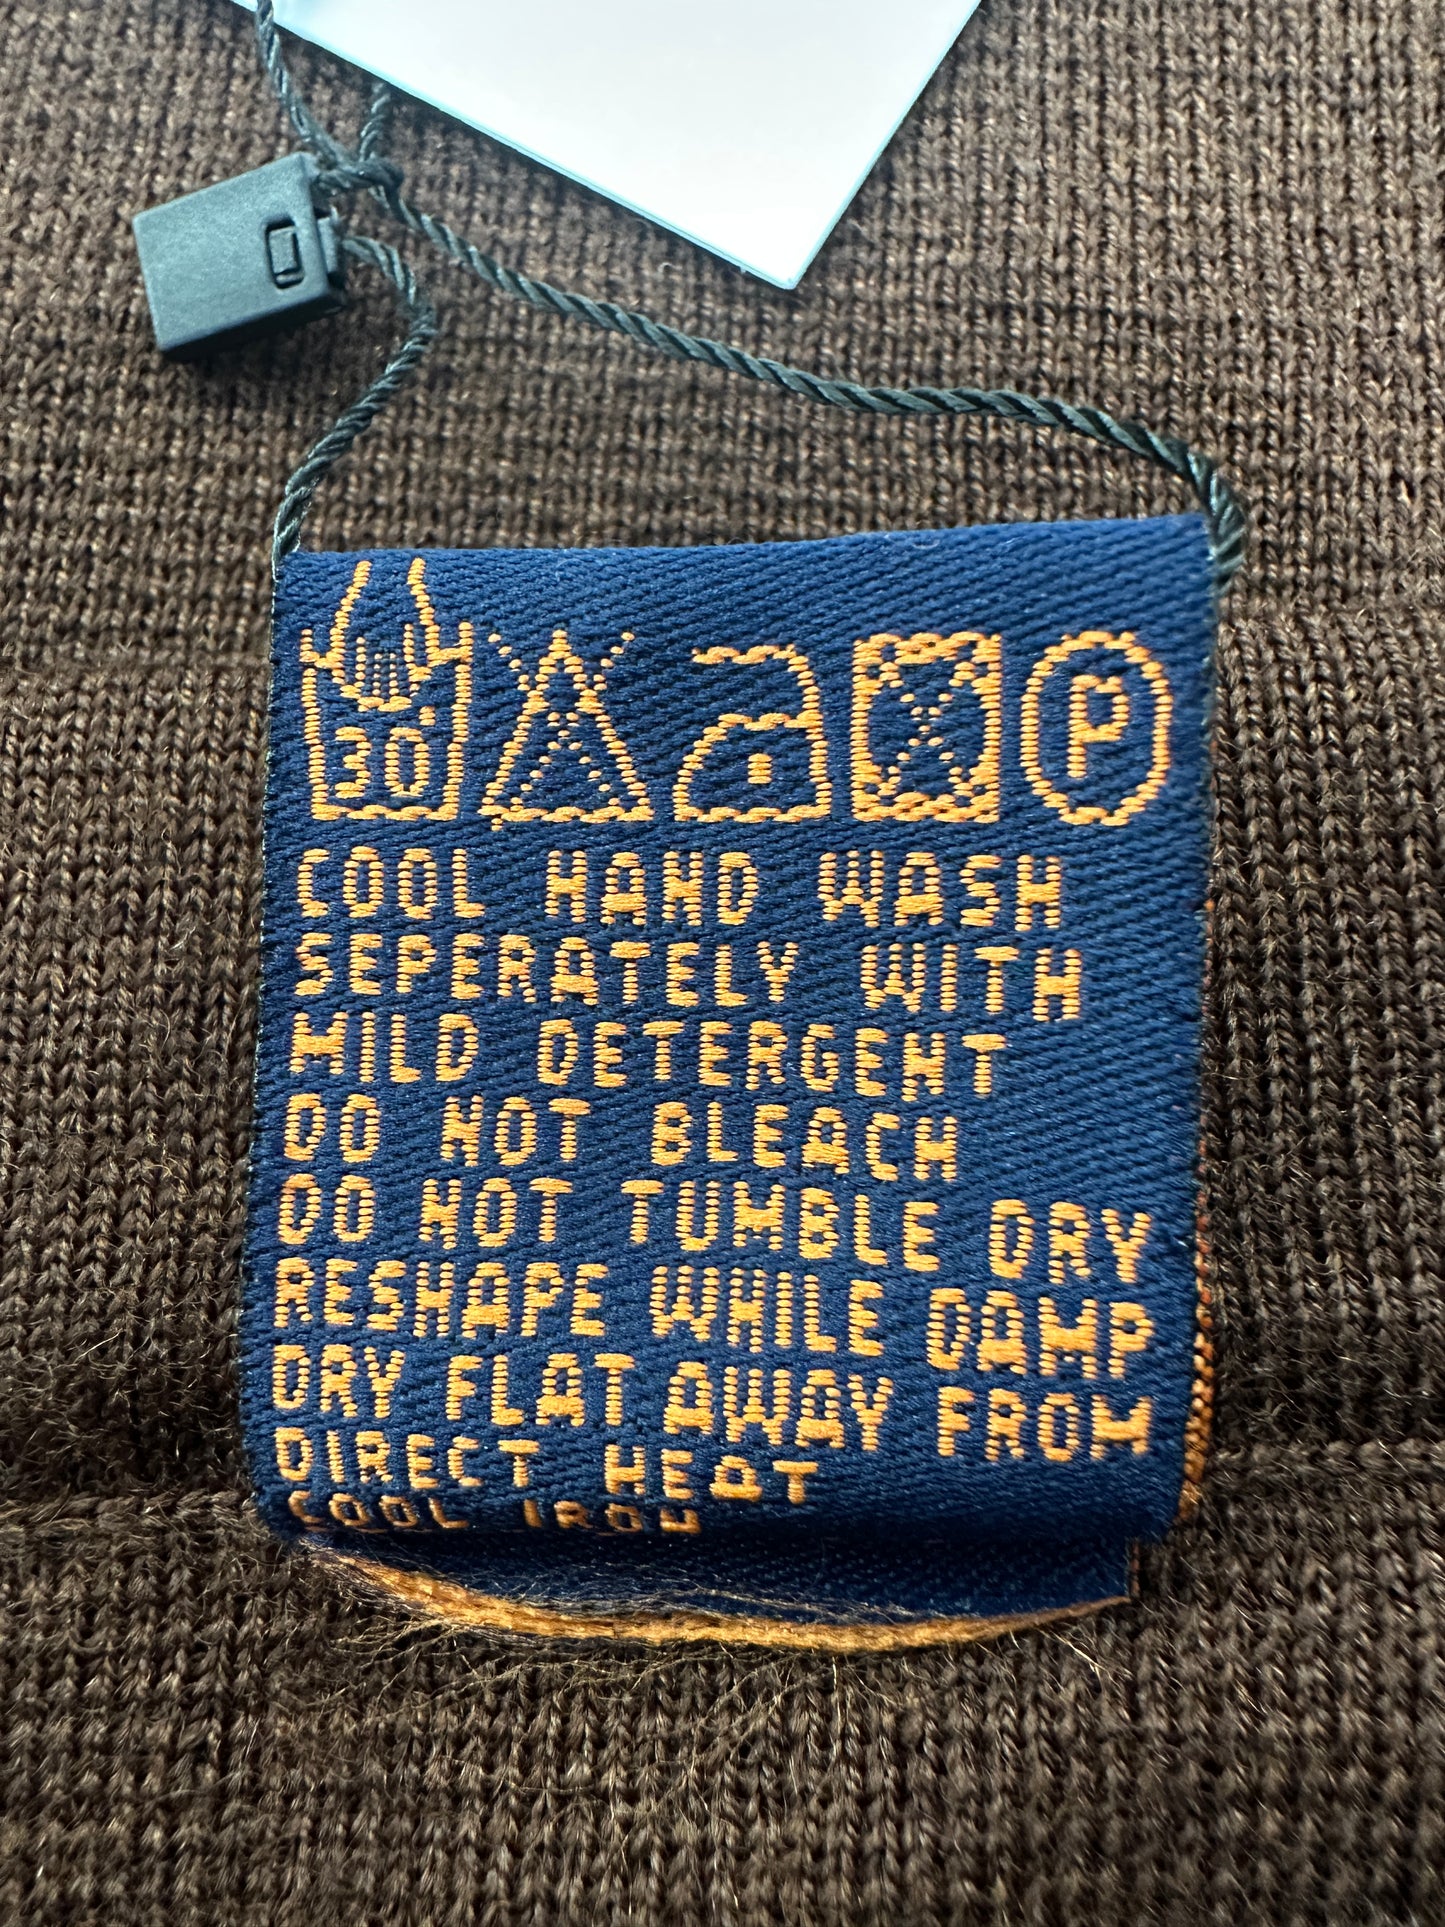 30°
P
COOL HAND WASH
SEPERATELY WITH
MILD DETERGENT
DO NOT BLEACH
DO NOT TUMBLE DRY
RESHAPE WHILE DAMP
DRY FLAT AWAY FROM
DIRECT HEAT
COOL IRON